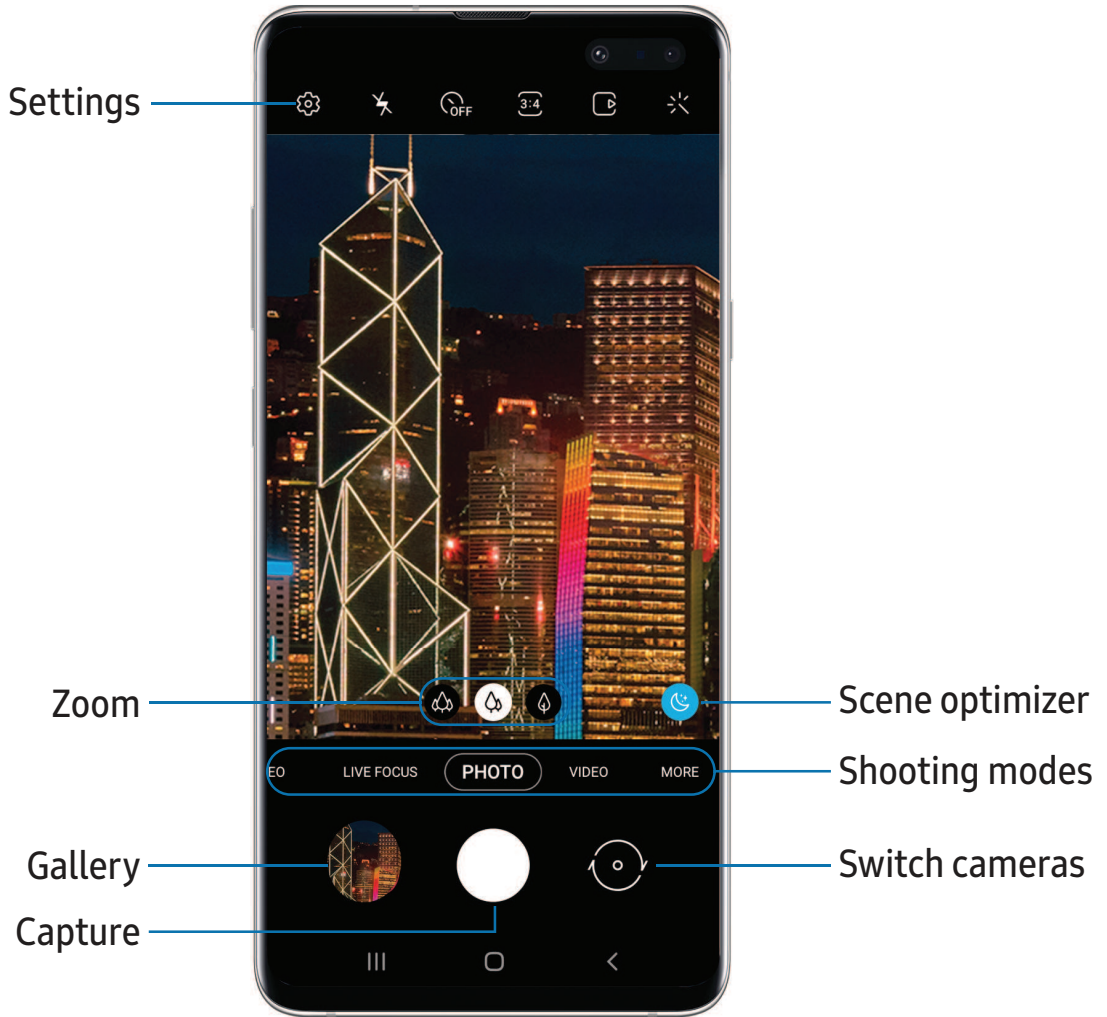 Settings
OFF
3:4
Zoom
Scene optimizer
EO LIVE FOCUS PHOTO VIDEO MORE
Shooting modes
Gallery
Switch cameras
Capture